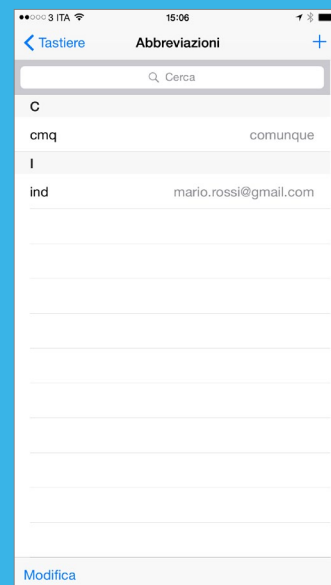 3 ITA 15:06
Tastiere Abbreviazioni +
Cerca
C
cmq comunque
I
ind mario.rossi@gmail.com
Modifica